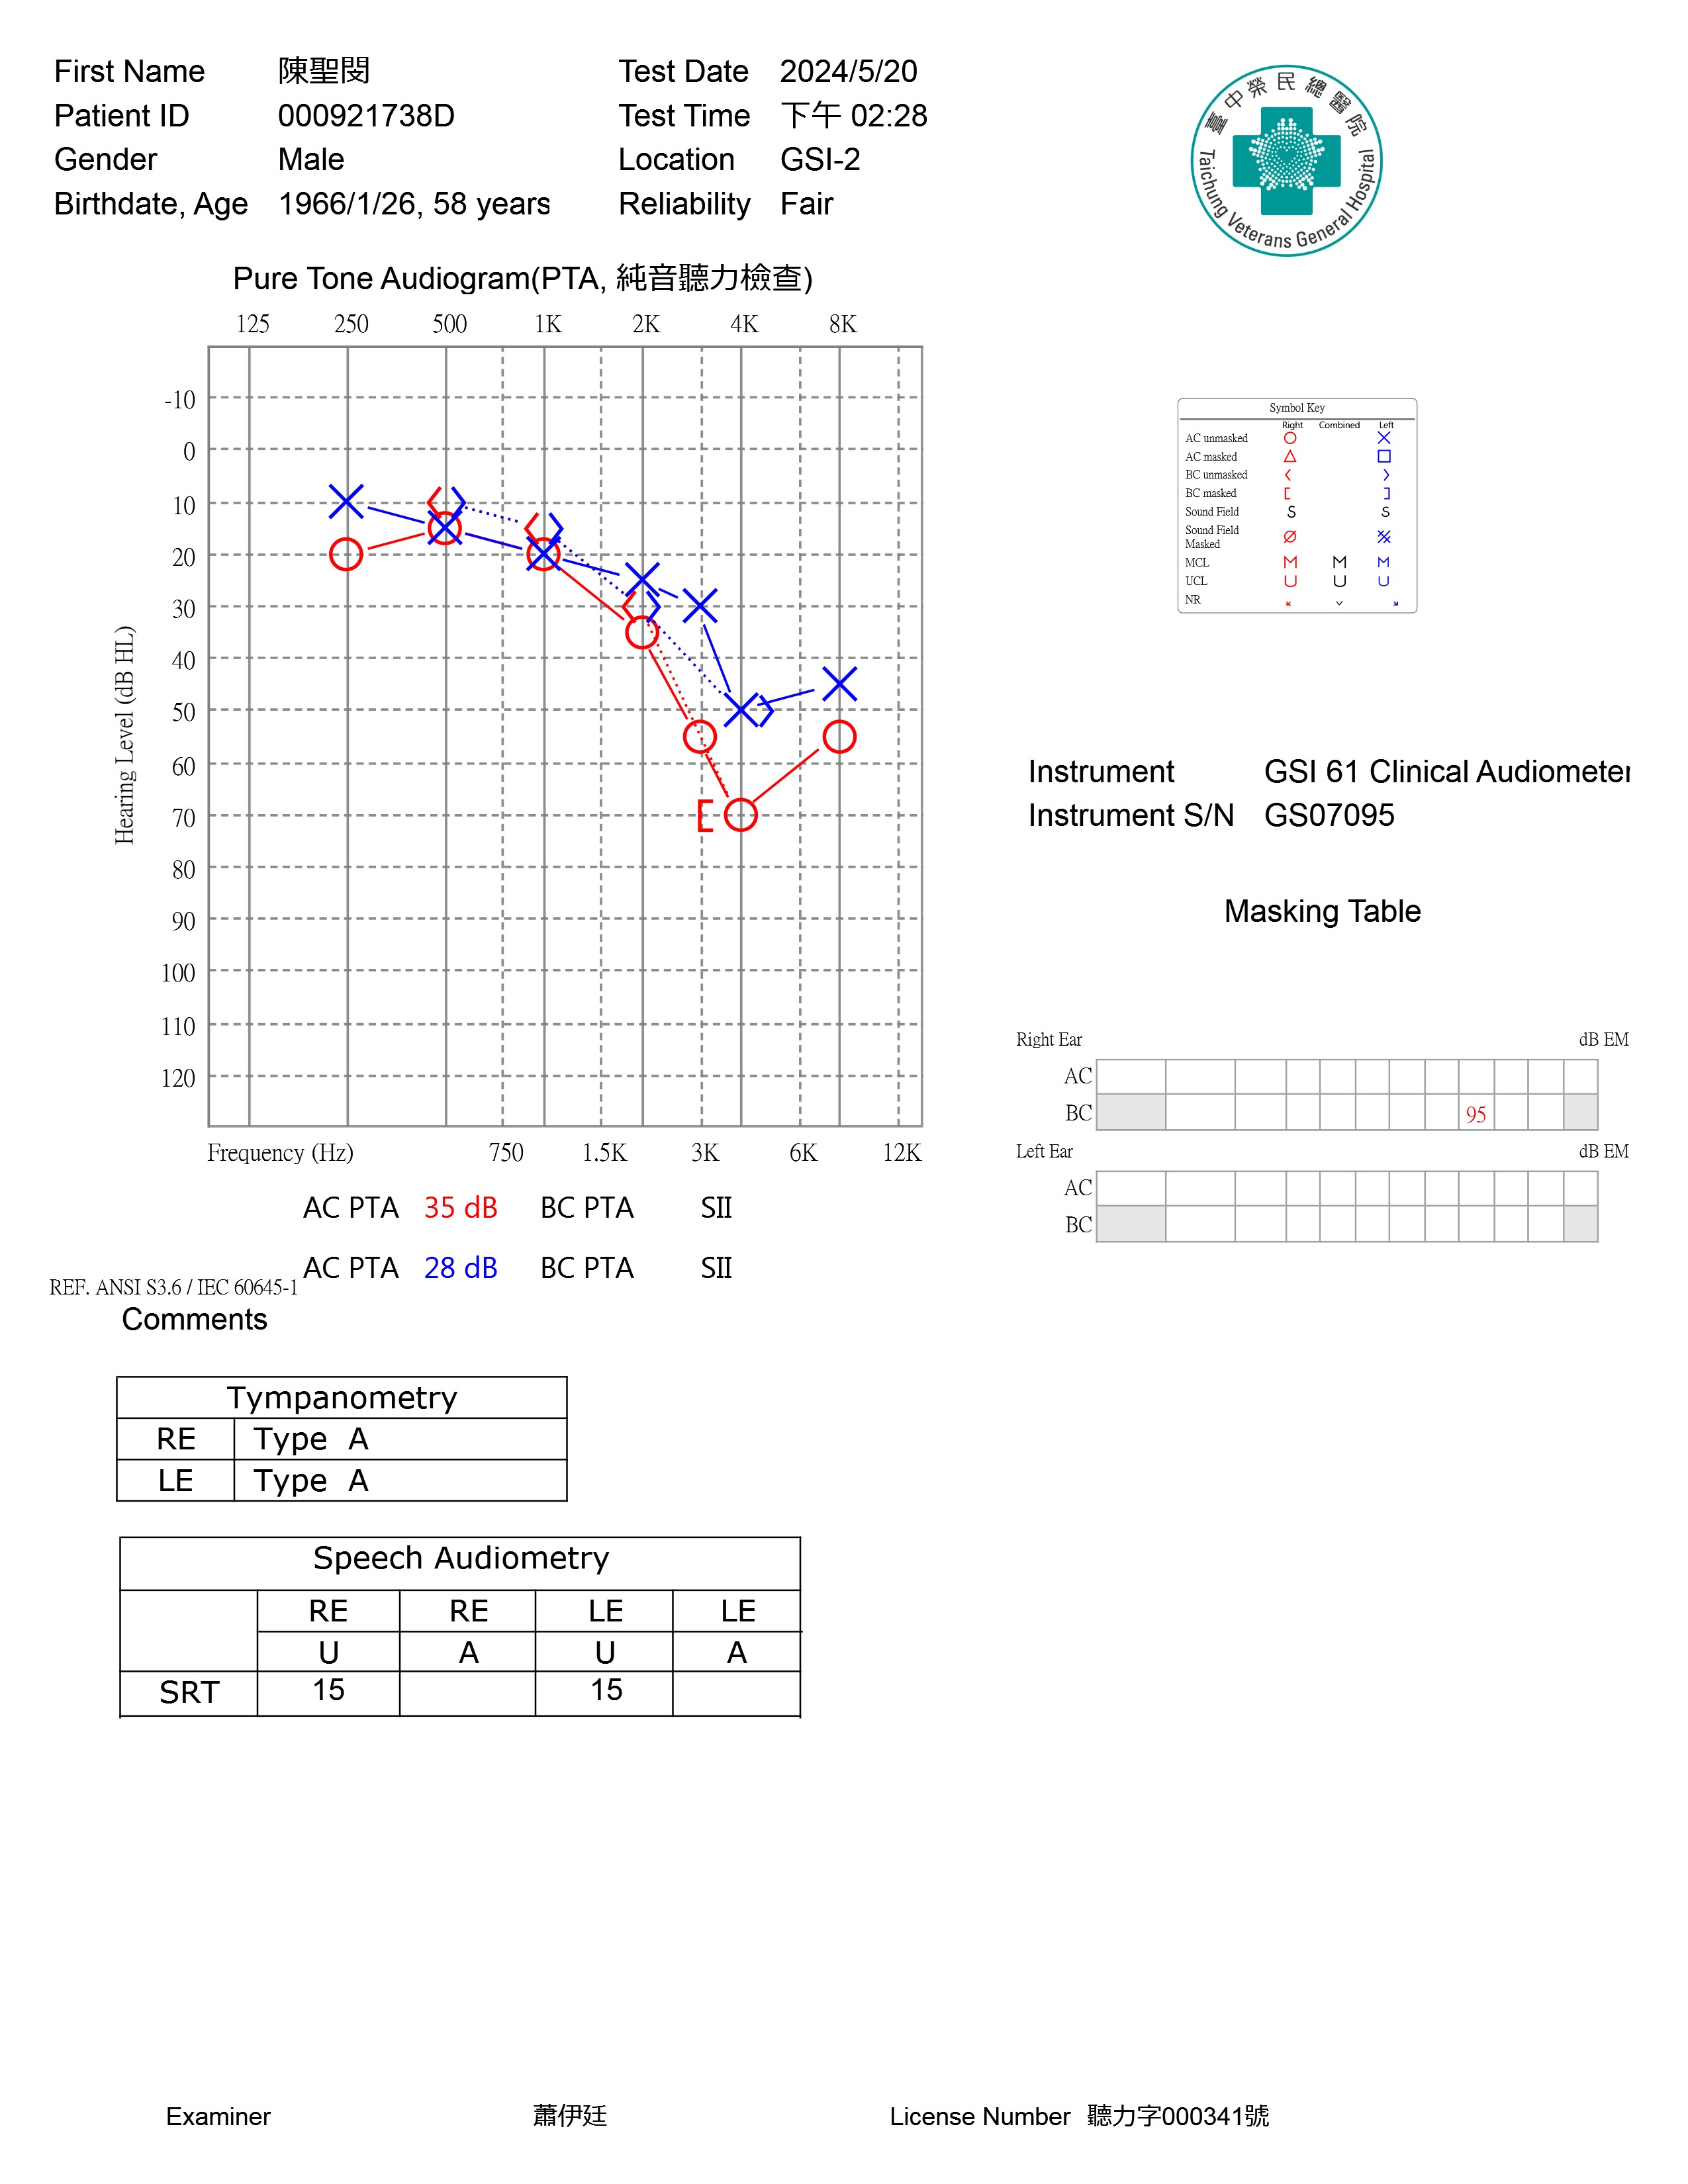 First Name 陳聖閔 Test Date 2024/5/20
Patient ID 000921738D Test Time 下午 02:28
Gender Male Location GSI-2
Birthdate, Age 1966/1/26, 58 years Reliability Fair
臺中榮民總醫院
Taichung Veterans General Hospital
Pure Tone Audiogram(PTA, 純音聽力檢查)
125 250 500 1K 2K 4K 8K
-10
0
10
20
30
40
50
60
70
80
90
100
110
120
Hearing Level (dB HL)
Frequency (Hz) 750 1.5K 3K 6K 12K
Symbol Key
Right Combined Left
AC unmasked
AC masked
BC unmasked
BC masked
Sound Field S S
Sound Field
Masked
MCL M M M
UCL U U U
NR
Instrument GSI 61 Clinical Audiometer
Instrument S/N GS07095
Masking Table
Right Ear dB EM
AC
BC 95
Left Ear dB EM
AC
BC
AC PTA 35 dB BC PTA SII
AC PTA 28 dB BC PTA SII
REF. ANSI S3.6 / IEC 60645-1
Comments
Tympanometry
RE Type A
LE Type A
Speech Audiometry
RE RE LE LE
U A U A
SRT 15 15
Examiner 蕭伊廷 License Number 聽力字000341號